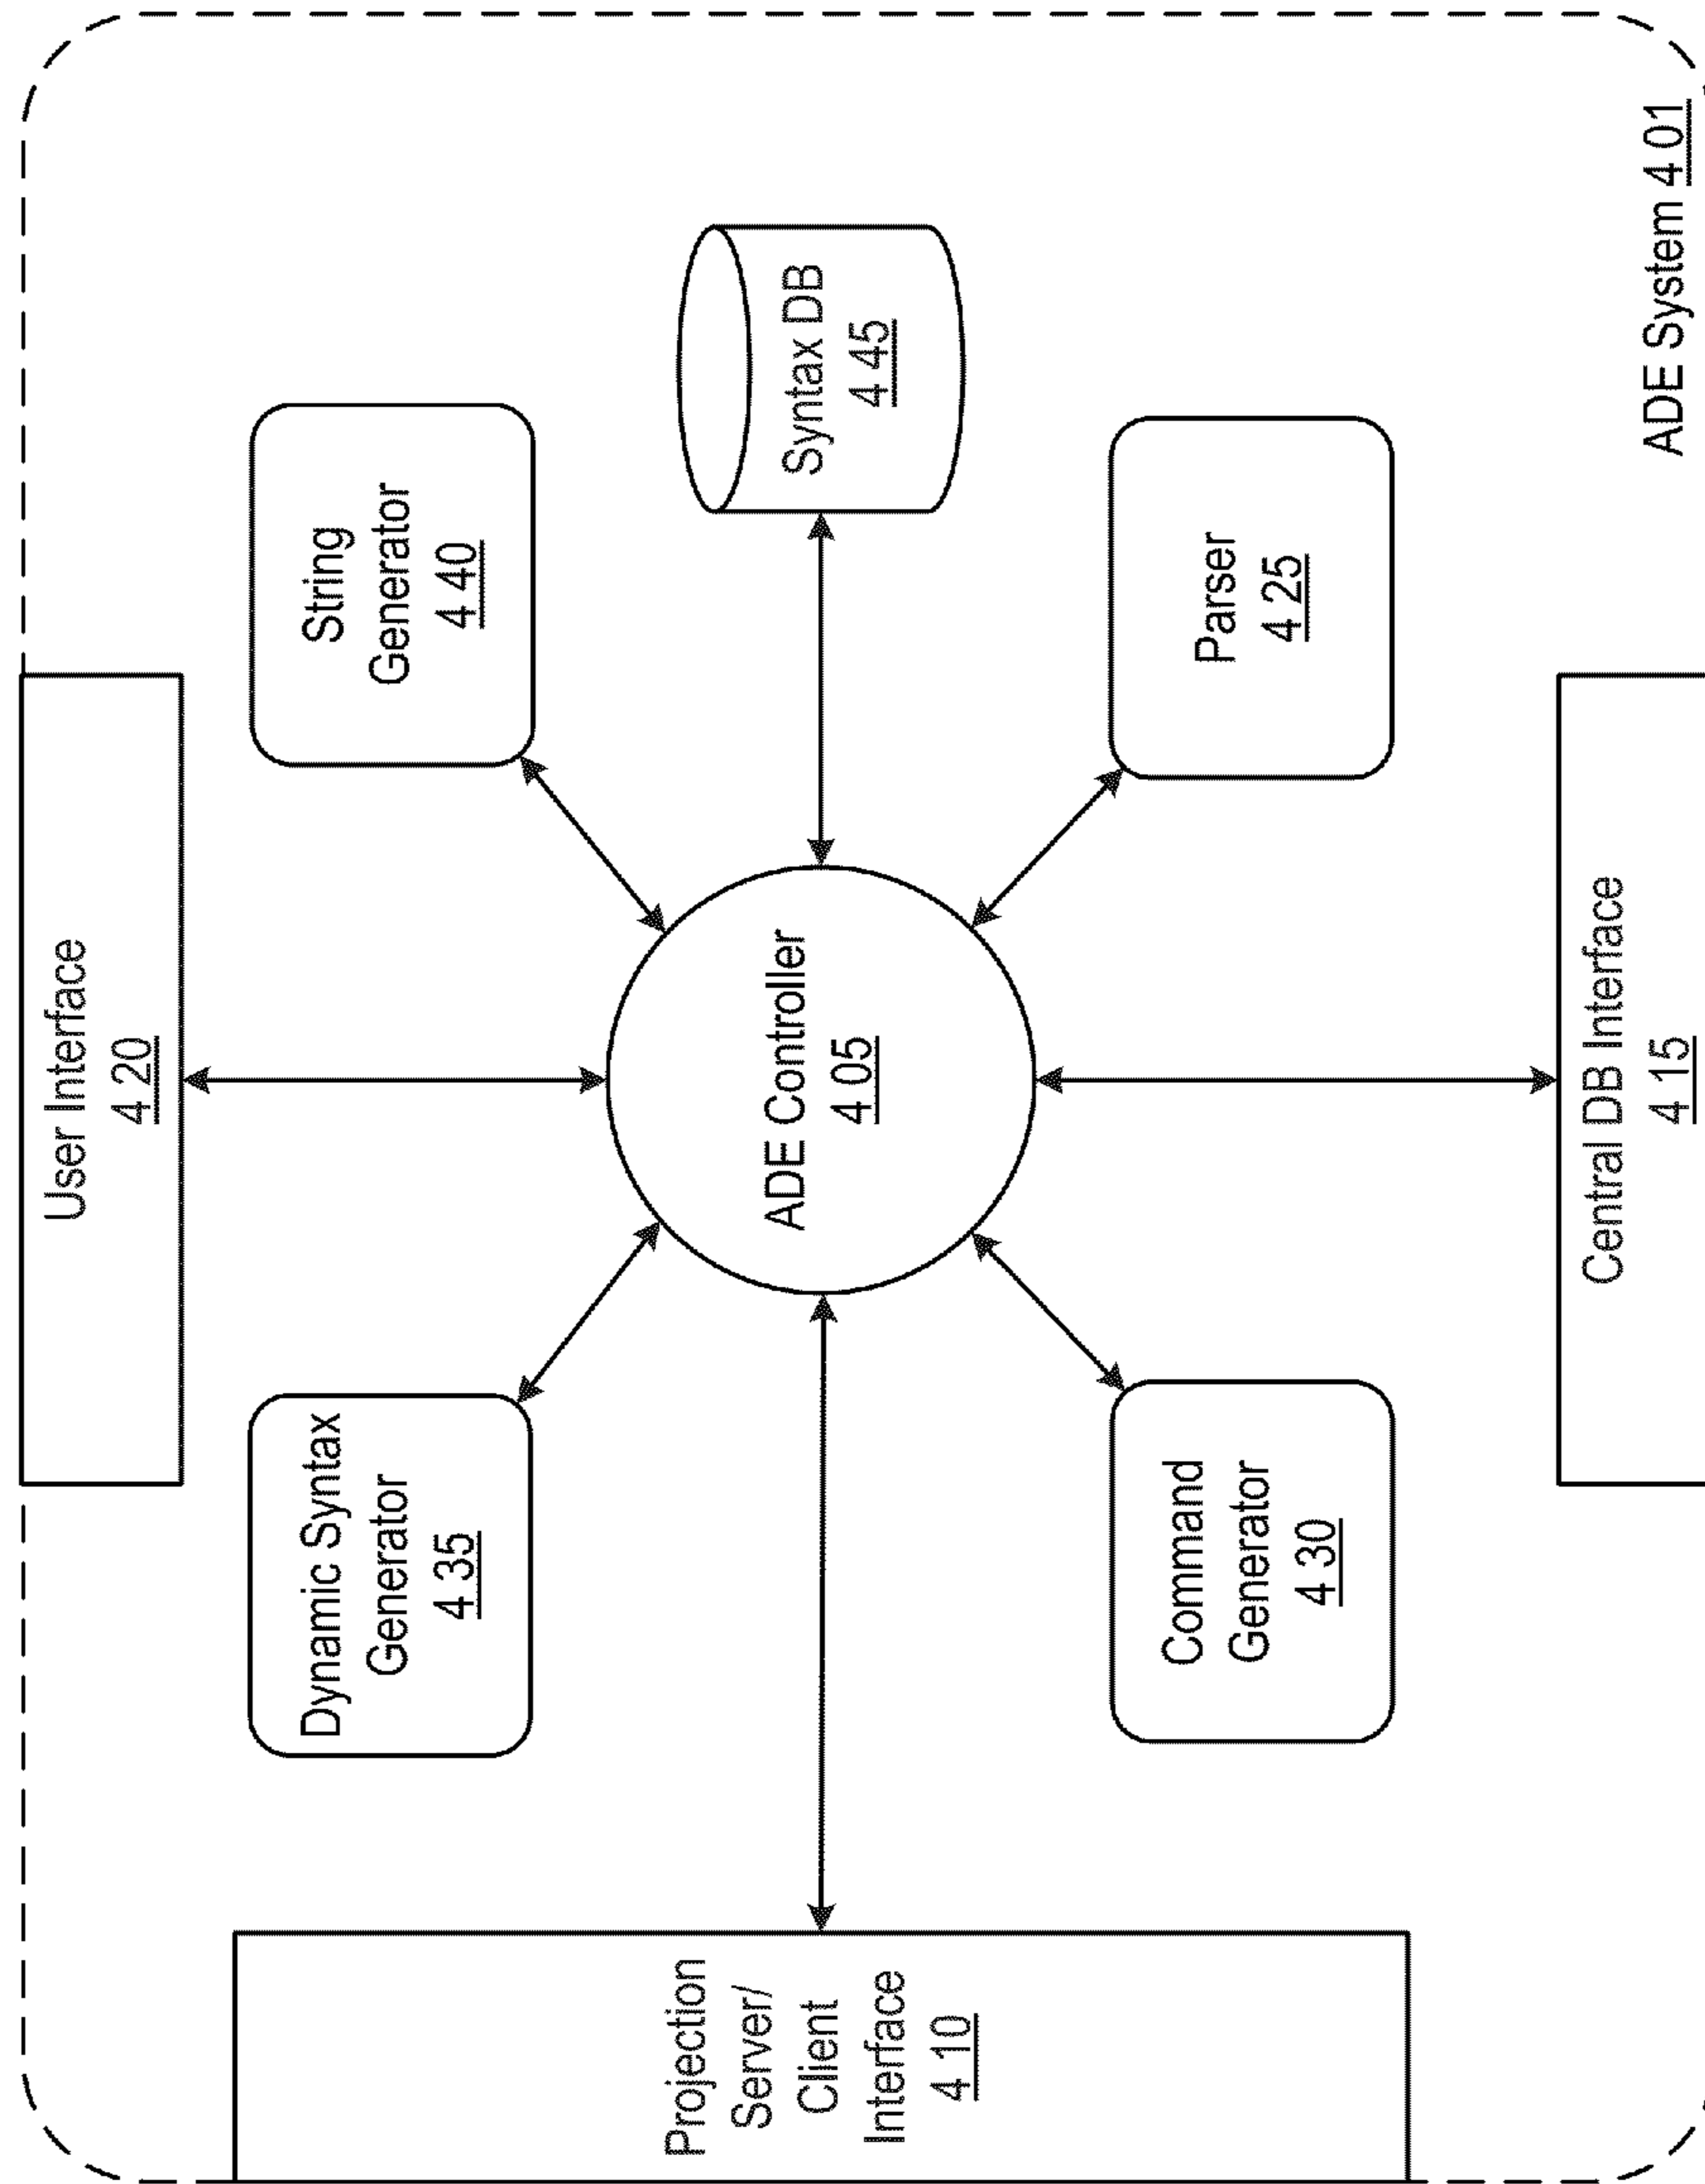 User Interface
4 20
Dynamic Syntax
Generator
4 35
String
Generator
4 40
Projection
Server/
Client
Interface
4 10
ADE Controller
4 05
Syntax DB
4 45
Command
Generator
4 30
Parser
4 25
Central DB Interface
4 15
ADE System 4 01